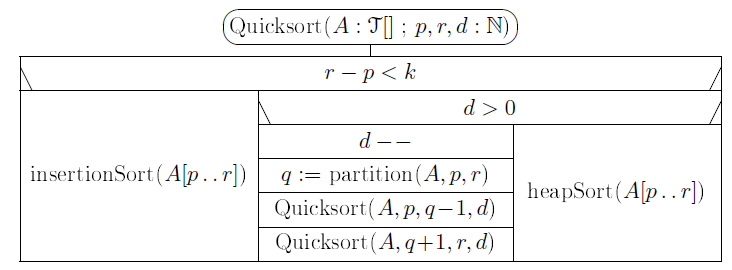 Quicksort(A : 𝒯[] ; p, r, d : ℕ)
r − p < k
d > 0
insertionSort(A[p . . r])
d − −
q := partition(A, p, r)
Quicksort(A, p, q−1, d)
Quicksort(A, q+1, r, d)
heapSort(A[p . . r])